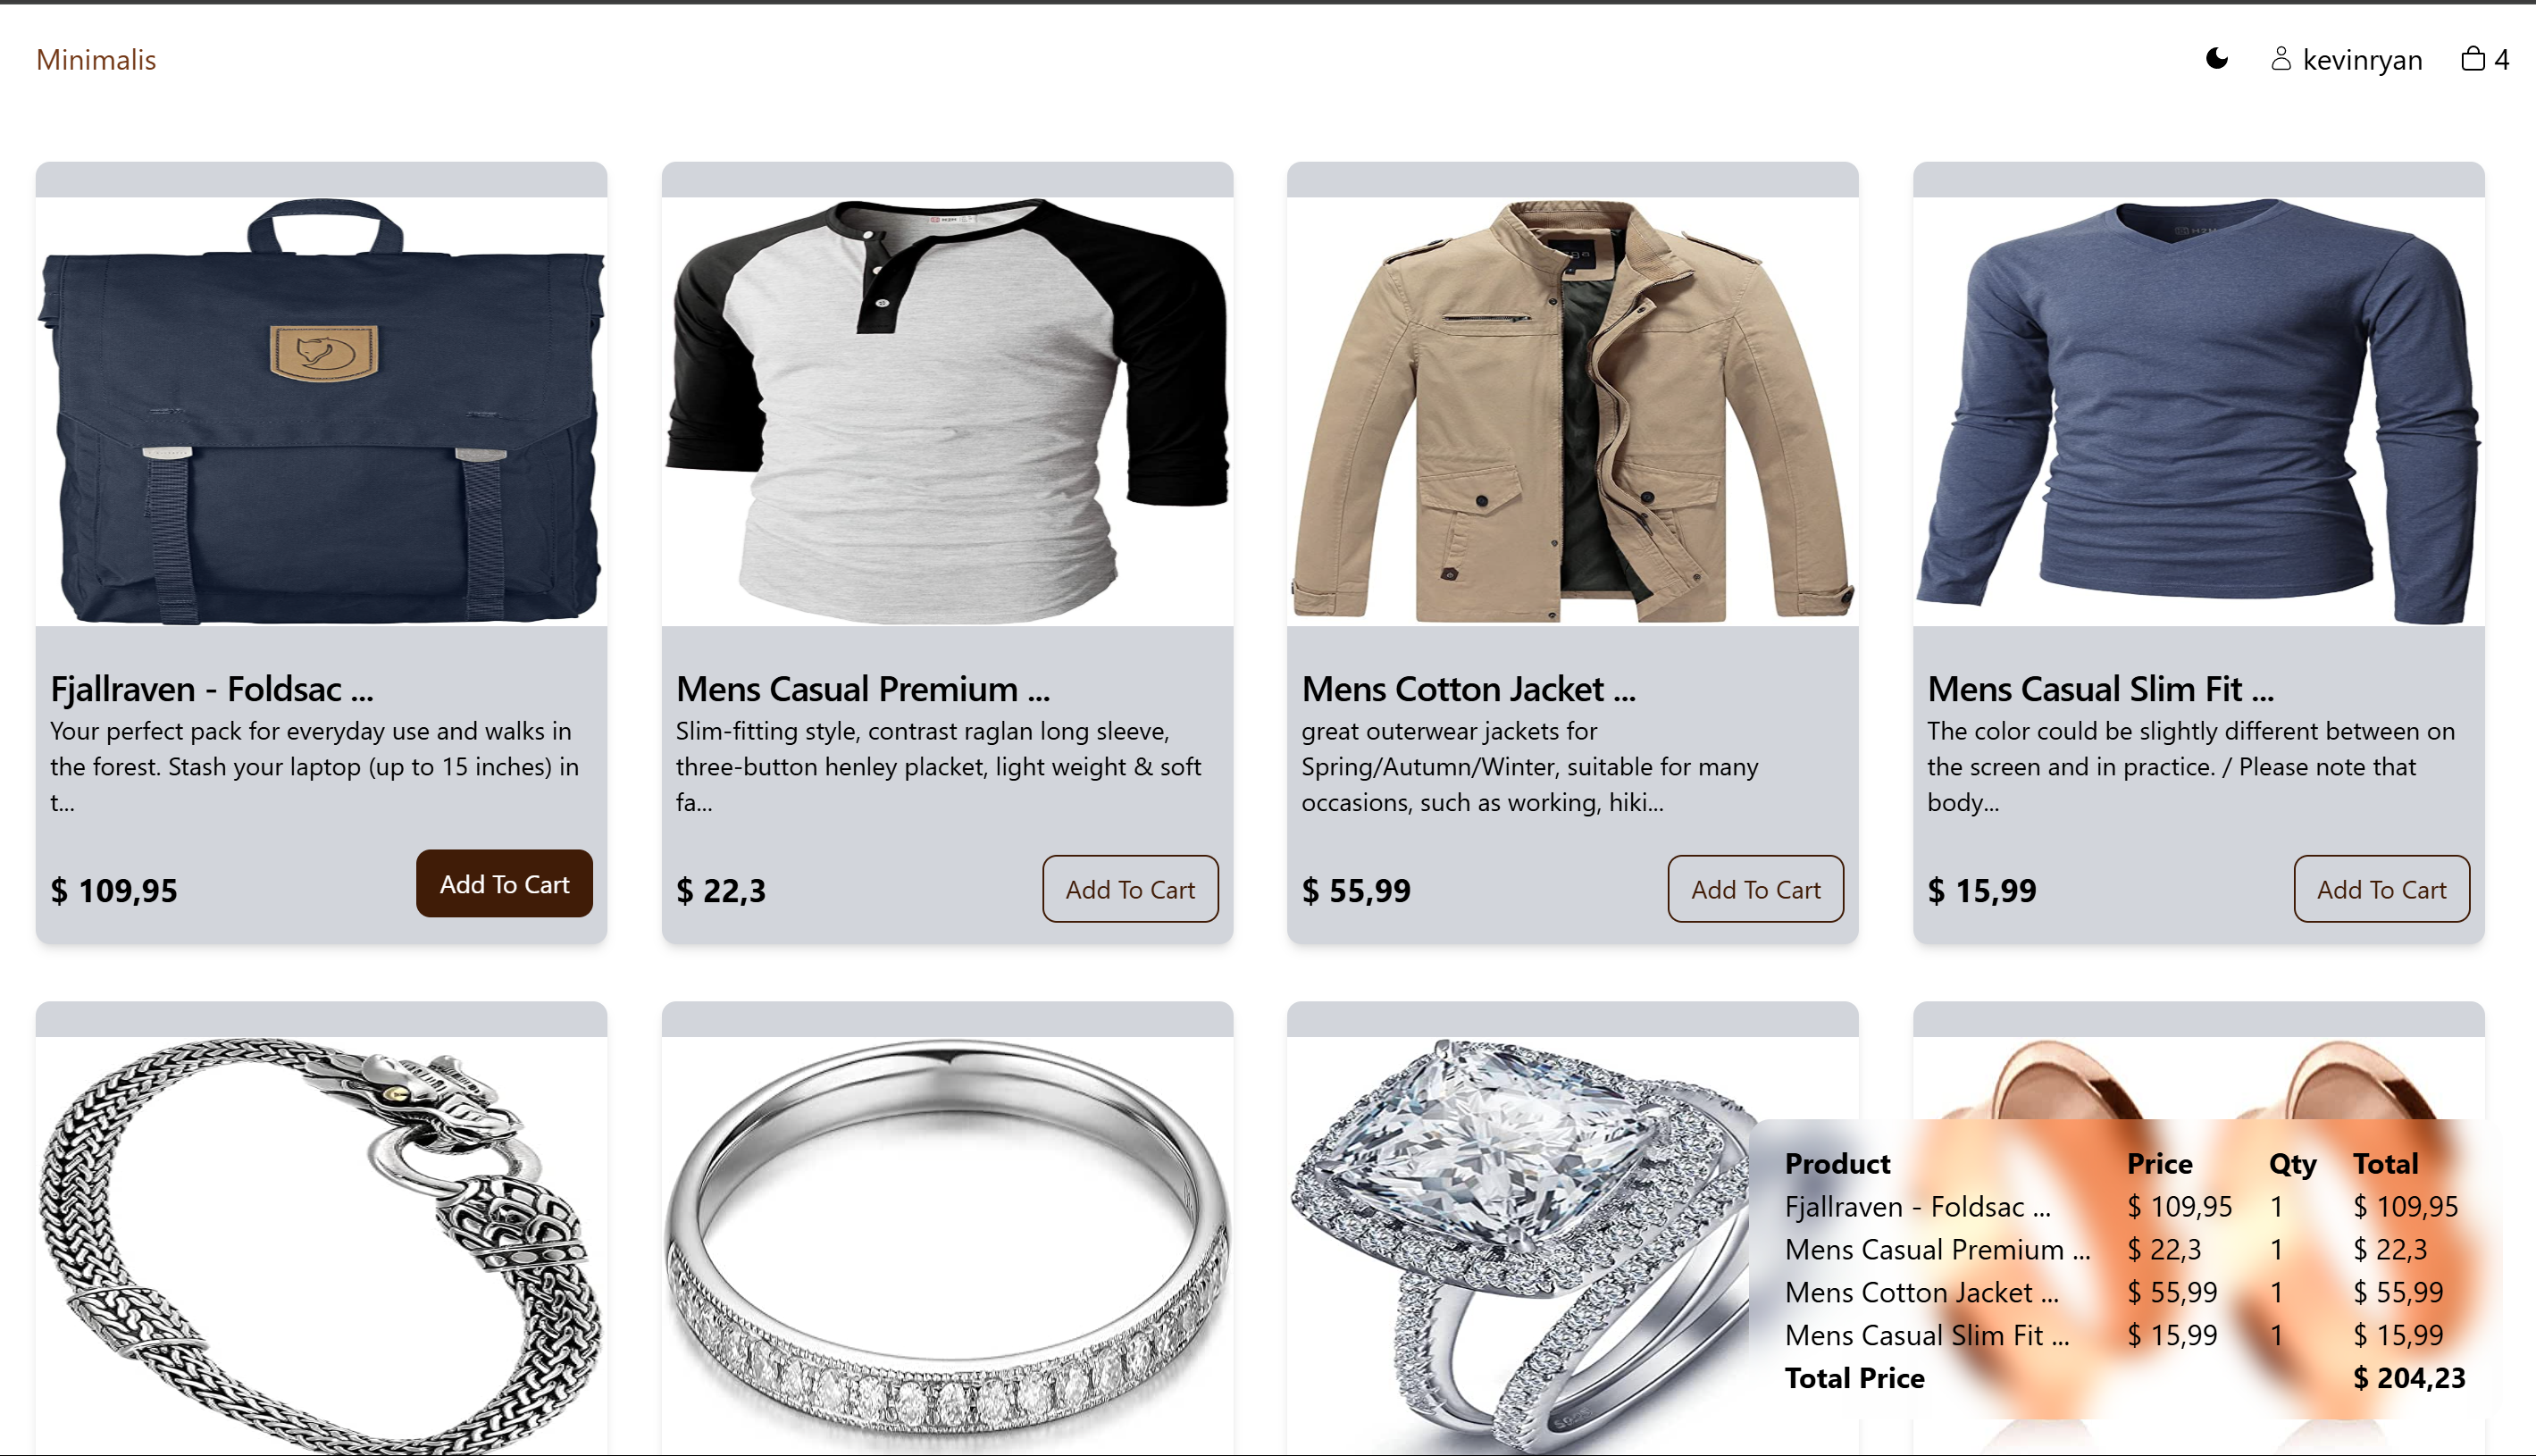 Minimalis
kevinryan
4
Fjallraven - Foldsac ...
Your perfect pack for everyday use and walks in
the forest. Stash your laptop (up to 15 inches) in
t...
$ 109,95
Add To Cart
Mens Casual Premium ...
Slim-fitting style, contrast raglan long sleeve,
three-button henley placket, light weight & soft
fa...
$ 22,3
Add To Cart
Mens Cotton Jacket ...
great outerwear jackets for
Spring/Autumn/Winter, suitable for many
occasions, such as working, hiki...
$ 55,99
Add To Cart
Mens Casual Slim Fit ...
The color could be slightly different between on
the screen and in practice. / Please note that
body...
$ 15,99
Add To Cart
Product Price Qty Total
Fjallraven - Foldsac ... $ 109,95 1 $ 109,95
Mens Casual Premium ... $ 22,3 1 $ 22,3
Mens Cotton Jacket ... $ 55,99 1 $ 55,99
Mens Casual Slim Fit ... $ 15,99 1 $ 15,99
Total Price $ 204,23